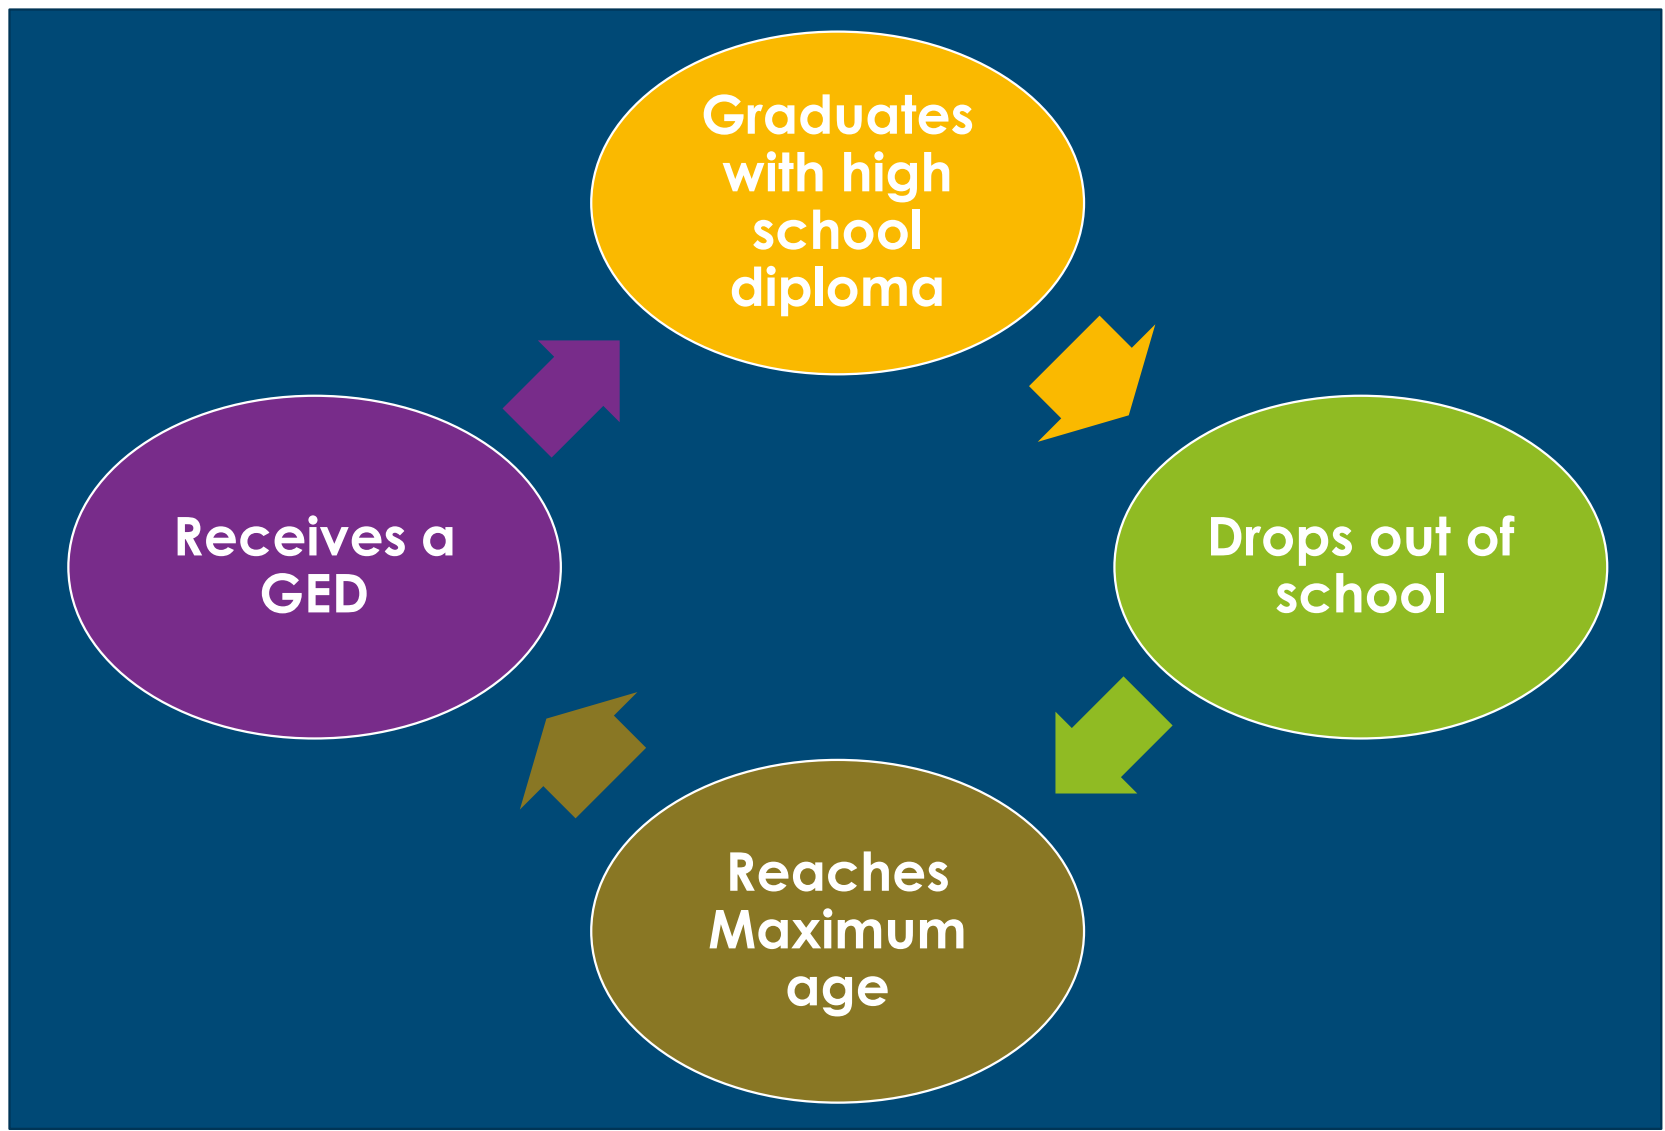 Graduates
with high
school
diploma
Drops out of
school
Reaches
Maximum
age
Receives a
GED